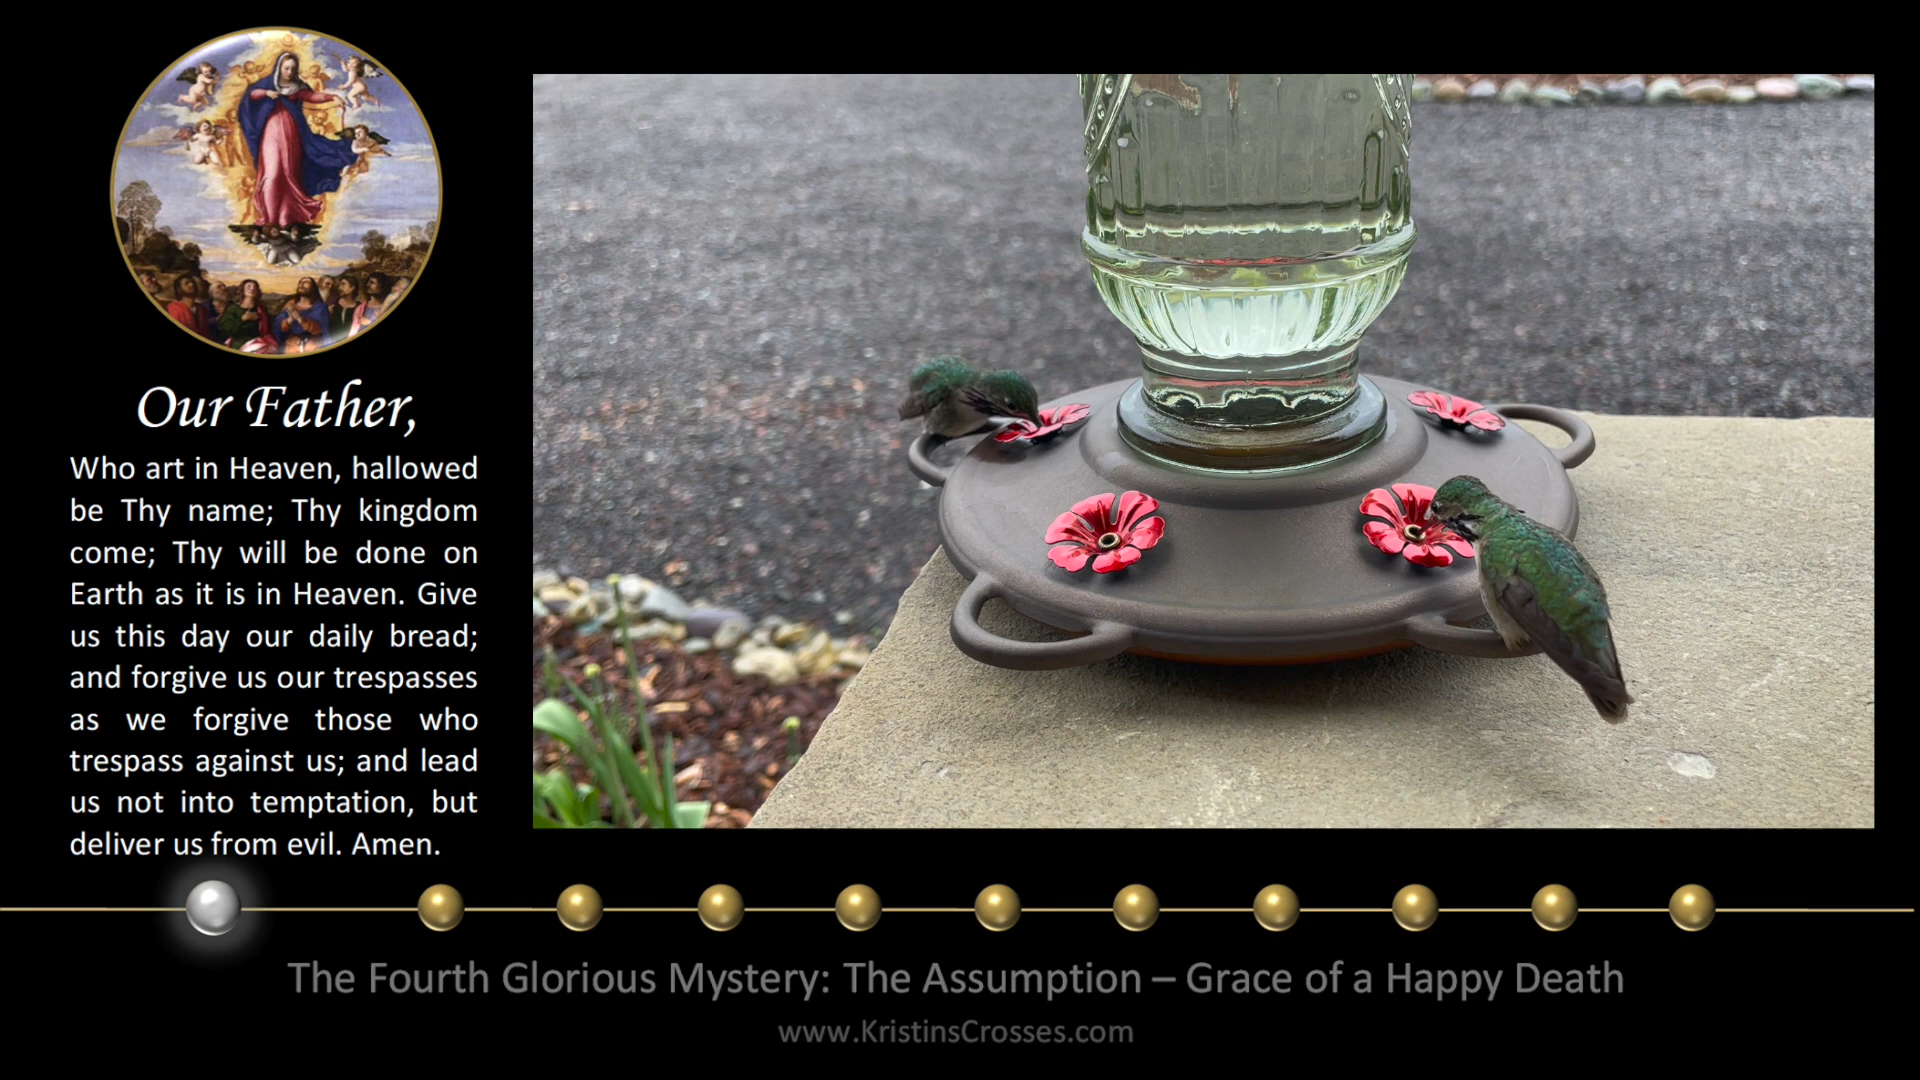 Our Father,
Who art in Heaven, hallowed
be Thy name; Thy kingdom
come; Thy will be done on
Earth as it is in Heaven. Give
us this day our daily bread;
and forgive us our trespasses
as we forgive those who
trespass against us; and lead
us not into temptation, but
deliver us from evil. Amen.
The Fourth Glorious Mystery: The Assumption – Grace of a Happy Death
www.KristinsCrosses.com